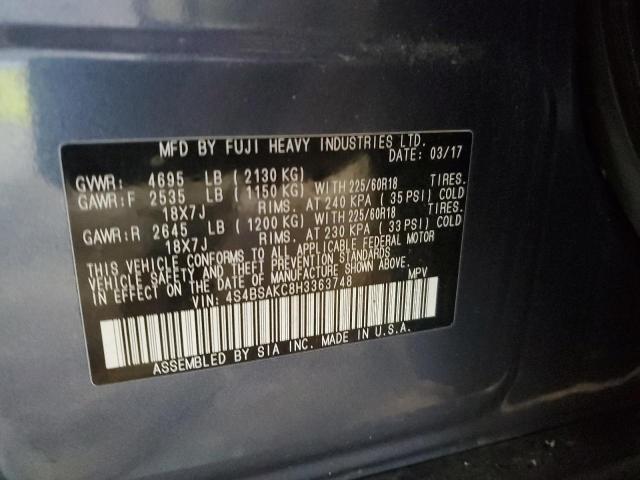 MFD BY FUJI HEAVY INDUSTRIES LTD.
DATE: 03/17
GVWR: 4695 LB ( 2130 KG)
GAWR:F 2535 LB ( 1150 KG) WITH 225/60R18 TIRES.
18X7J RIMS. AT 240 KPA ( 35 PSI) COLD
GAWR:R 2645 LB ( 1200 KG) WITH 225/60R18 TIRES.
18X7J RIMS. AT 230 KPA ( 33 PSI) COLD
THIS VEHICLE CONFORMS TO ALL APPLICABLE FEDERAL MOTOR
VEHICLE SAFETY AND THEFT PREVENTION STANDARDS
IN EFFECT ON THE DATE OF MANUFACTURE SHOWN ABOVE.
VIN: 4S4BSAKC8H3363748 MPV
ASSEMBLED BY SIA INC. MADE IN U.S.A.